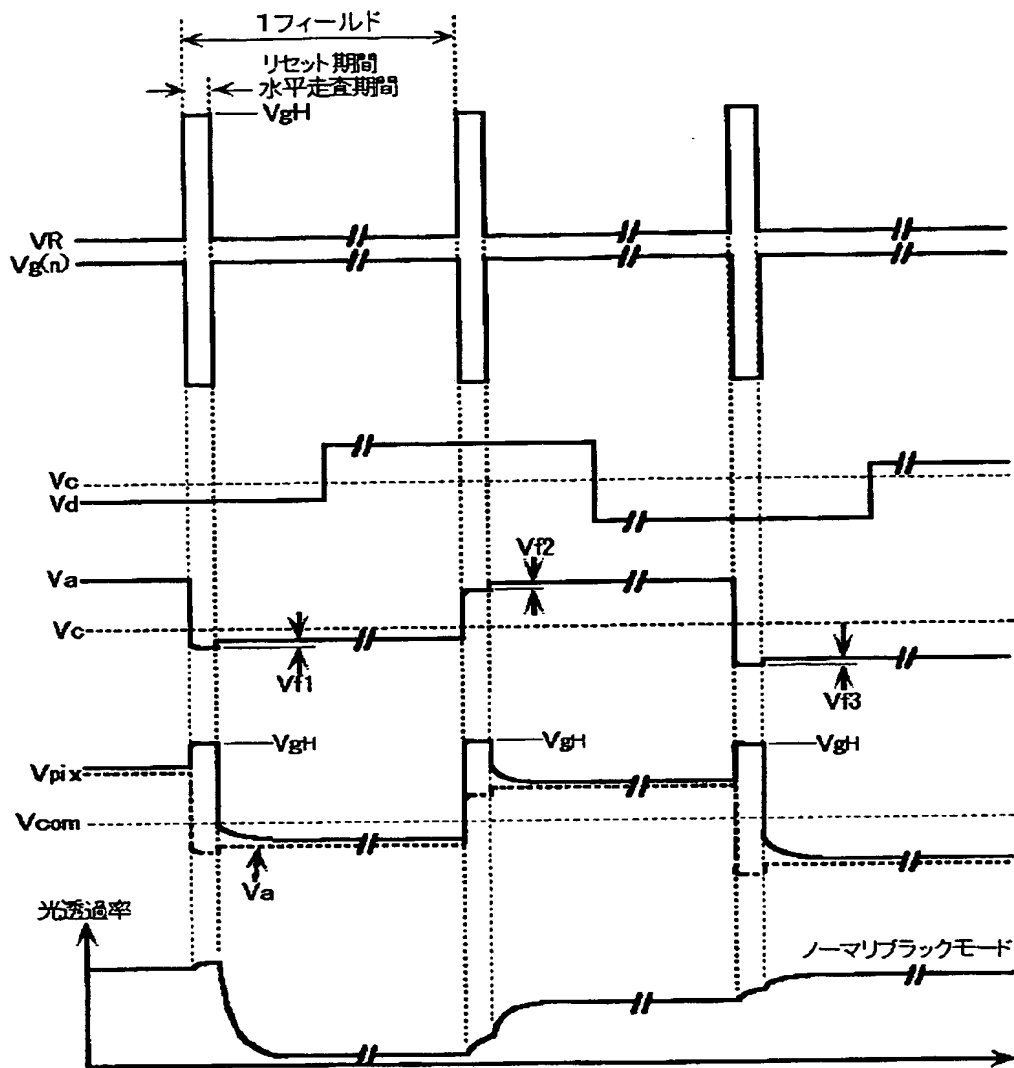 1フィールド
リセット期間
水平走査期間
VgH
VR
Vg(n)
Vc
Vd
Vf2
Va
Vc
Vf1
Vf3
VgH
VgH
VgH
Vpix
Vcom
Va
光透過率
ノーマリブラックモード